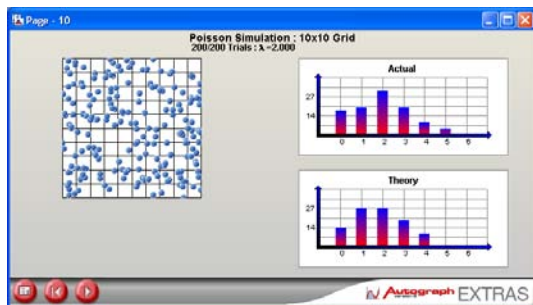 Page - 10
Poisson Simulation : 10x10 Grid
200/200 Trials : λ =2.000
Actual
27
14
0 1 2 3 4 5 6
Theory
27
14
0 1 2 3 4 5 6
Autograph EXTRAS